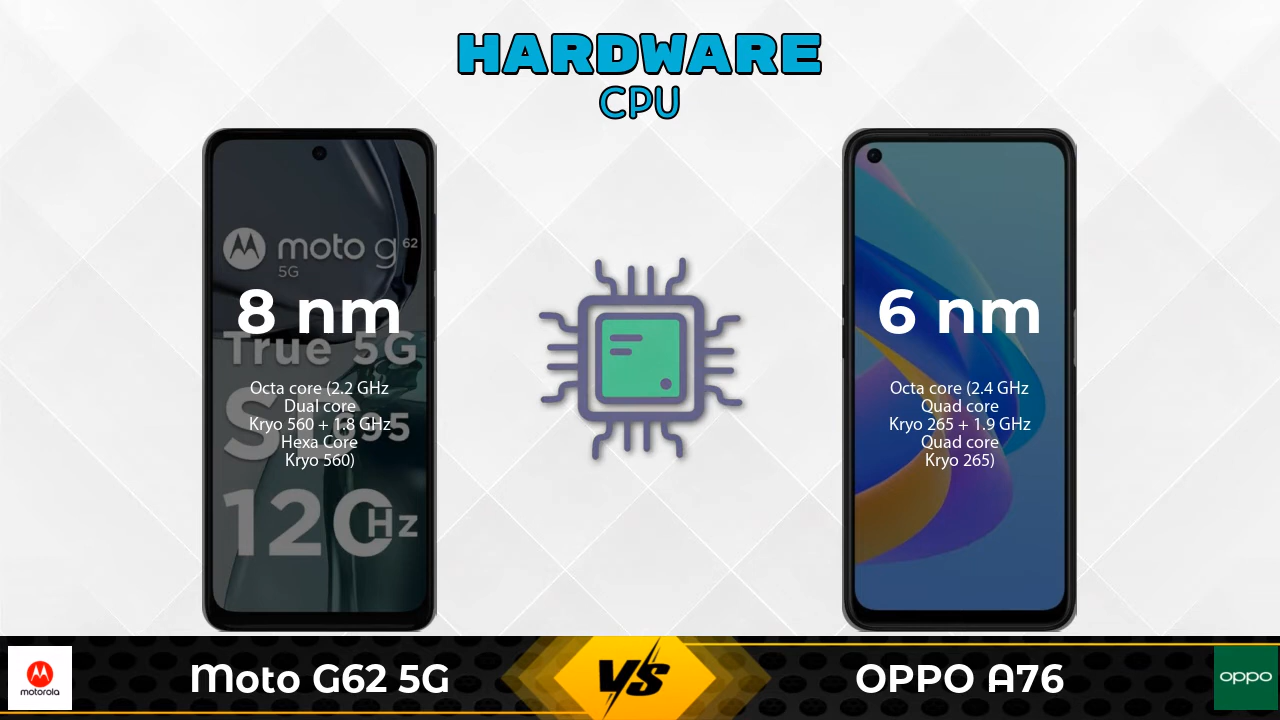 HARDWARE
CPU
moto g 62
5G
8 nm
True 5G
Octa core (2.2 GHz
Dual core
Kryo 560 + 1.8 GHz
Hexa Core
Kryo 560)
695
120Hz
6 nm
Octa core (2.4 GHz
Quad core
Kryo 265 + 1.9 GHz
Quad core
Kryo 265)
motorola
Moto G62 5G
VS
OPPO A76
oppo